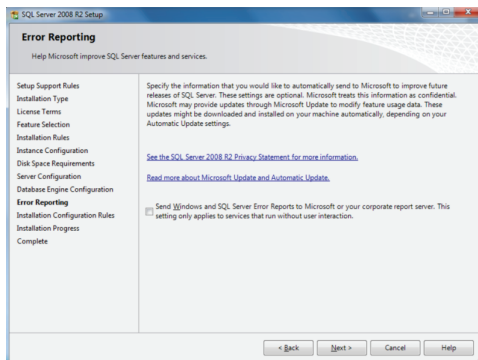 SQL Server 2008 R2 Setup
Error Reporting
Help Microsoft improve SQL Server features and services.
Setup Support Rules
Installation Type
License Terms
Feature Selection
Installation Rules
Instance Configuration
Disk Space Requirements
Server Configuration
Database Engine Configuration
Error Reporting
Installation Configuration Rules
Installation Progress
Complete
Specify the information that you would like to automatically send to Microsoft to improve future
releases of SQL Server. These settings are optional. Microsoft treats this information as confidential.
Microsoft may provide updates through Microsoft Update to modify feature usage data. These
updates might be downloaded and installed on your machine automatically, depending on your
Automatic Update settings.
See the SQL Server 2008 R2 Privacy Statement for more information.
Read more about Microsoft Update and Automatic Update.
Send Windows and SQL Server Error Reports to Microsoft or your corporate report server. This
setting only applies to services that run without user interaction.
< Back
Next >
Cancel
Help